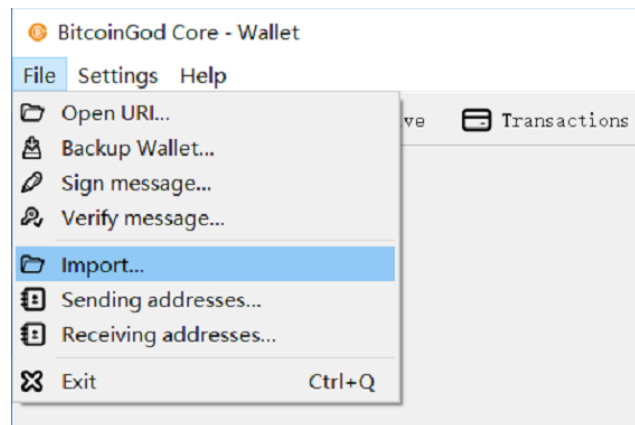 BitcoinGod Core - Wallet
File Settings Help
Open URI...
ve Transactions
Backup Wallet...
Sign message...
Verify message...
Import...
Sending addresses...
Receiving addresses...
Exit Ctrl+Q